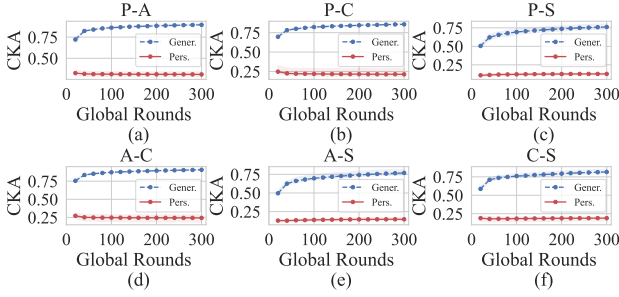 P-A
CKA
0.75
0.50
Gener.
Pers.
0 100 200 300
Global Rounds
(a)
P-C
CKA
0.75
0.50
0.25
Gener.
Pers.
0 100 200 300
Global Rounds
(b)
P-S
CKA
0.75
0.50
0.25
Gener.
Pers.
0 100 200 300
Global Rounds
(c)
A-C
CKA
0.75
0.50
0.25
Gener.
Pers.
0 100 200 300
Global Rounds
(d)
A-S
CKA
0.75
0.50
0.25
Gener.
Pers.
0 100 200 300
Global Rounds
(e)
C-S
CKA
0.75
0.50
0.25
Gener.
Pers.
0 100 200 300
Global Rounds
(f)